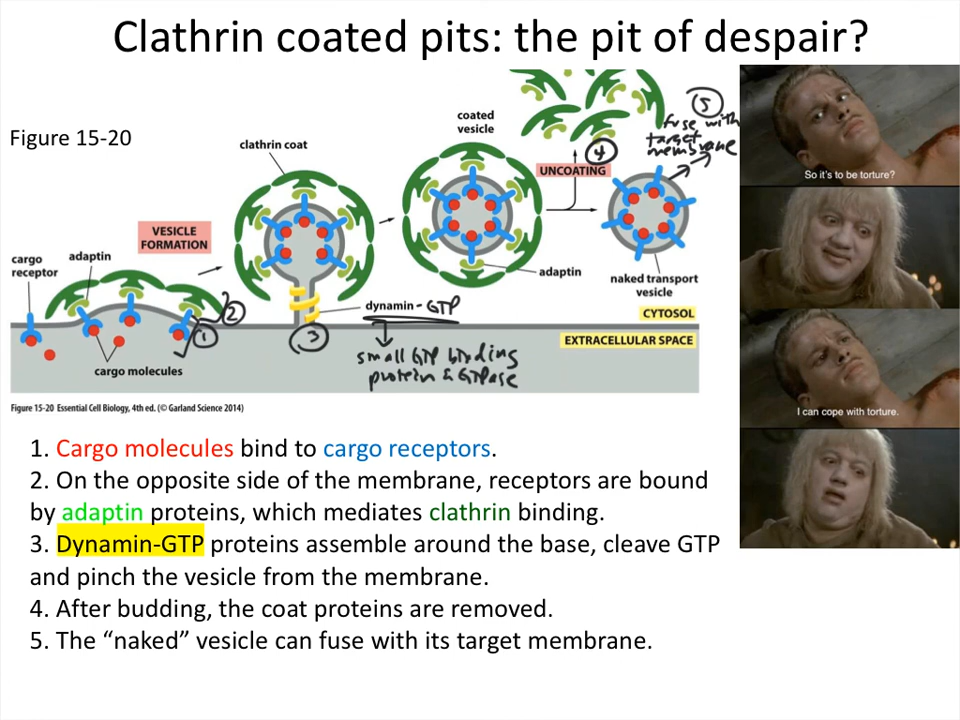 Clathrin coated pits: the pit of despair?
Figure 15-20
clathrin coat
coated
vesicle
5
fuse with
target
membrane
4
UNCOATING
VESICLE
FORMATION
cargo
receptor
adaptin
adaptin
naked transport
vesicle
2
dynamin - GTP
CYTOSOL
1
3
EXTRACELLULAR SPACE
small GTP binding
protein & GTPase
cargo molecules
Figure 15-20 Essential Cell Biology, 4th ed. (© Garland Science 2014)
So it's to be torture?
I can cope with torture.
1. Cargo molecules bind to cargo receptors.
2. On the opposite side of the membrane, receptors are bound
by adaptin proteins, which mediates clathrin binding.
3. Dynamin-GTP proteins assemble around the base, cleave GTP
and pinch the vesicle from the membrane.
4. After budding, the coat proteins are removed.
5. The “naked” vesicle can fuse with its target membrane.